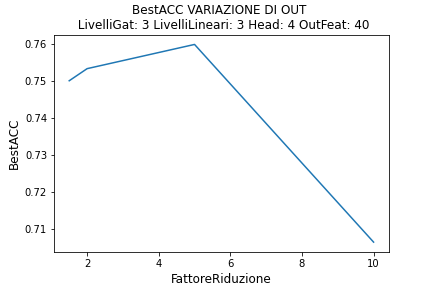 BestACC VARIAZIONE DI OUT
LivelliGat: 3 LivelliLineari: 3 Head: 4 OutFeat: 40
0.76
0.75
0.74
0.73
0.72
0.71
BestACC
2 4 6 8 10
FattoreRiduzione